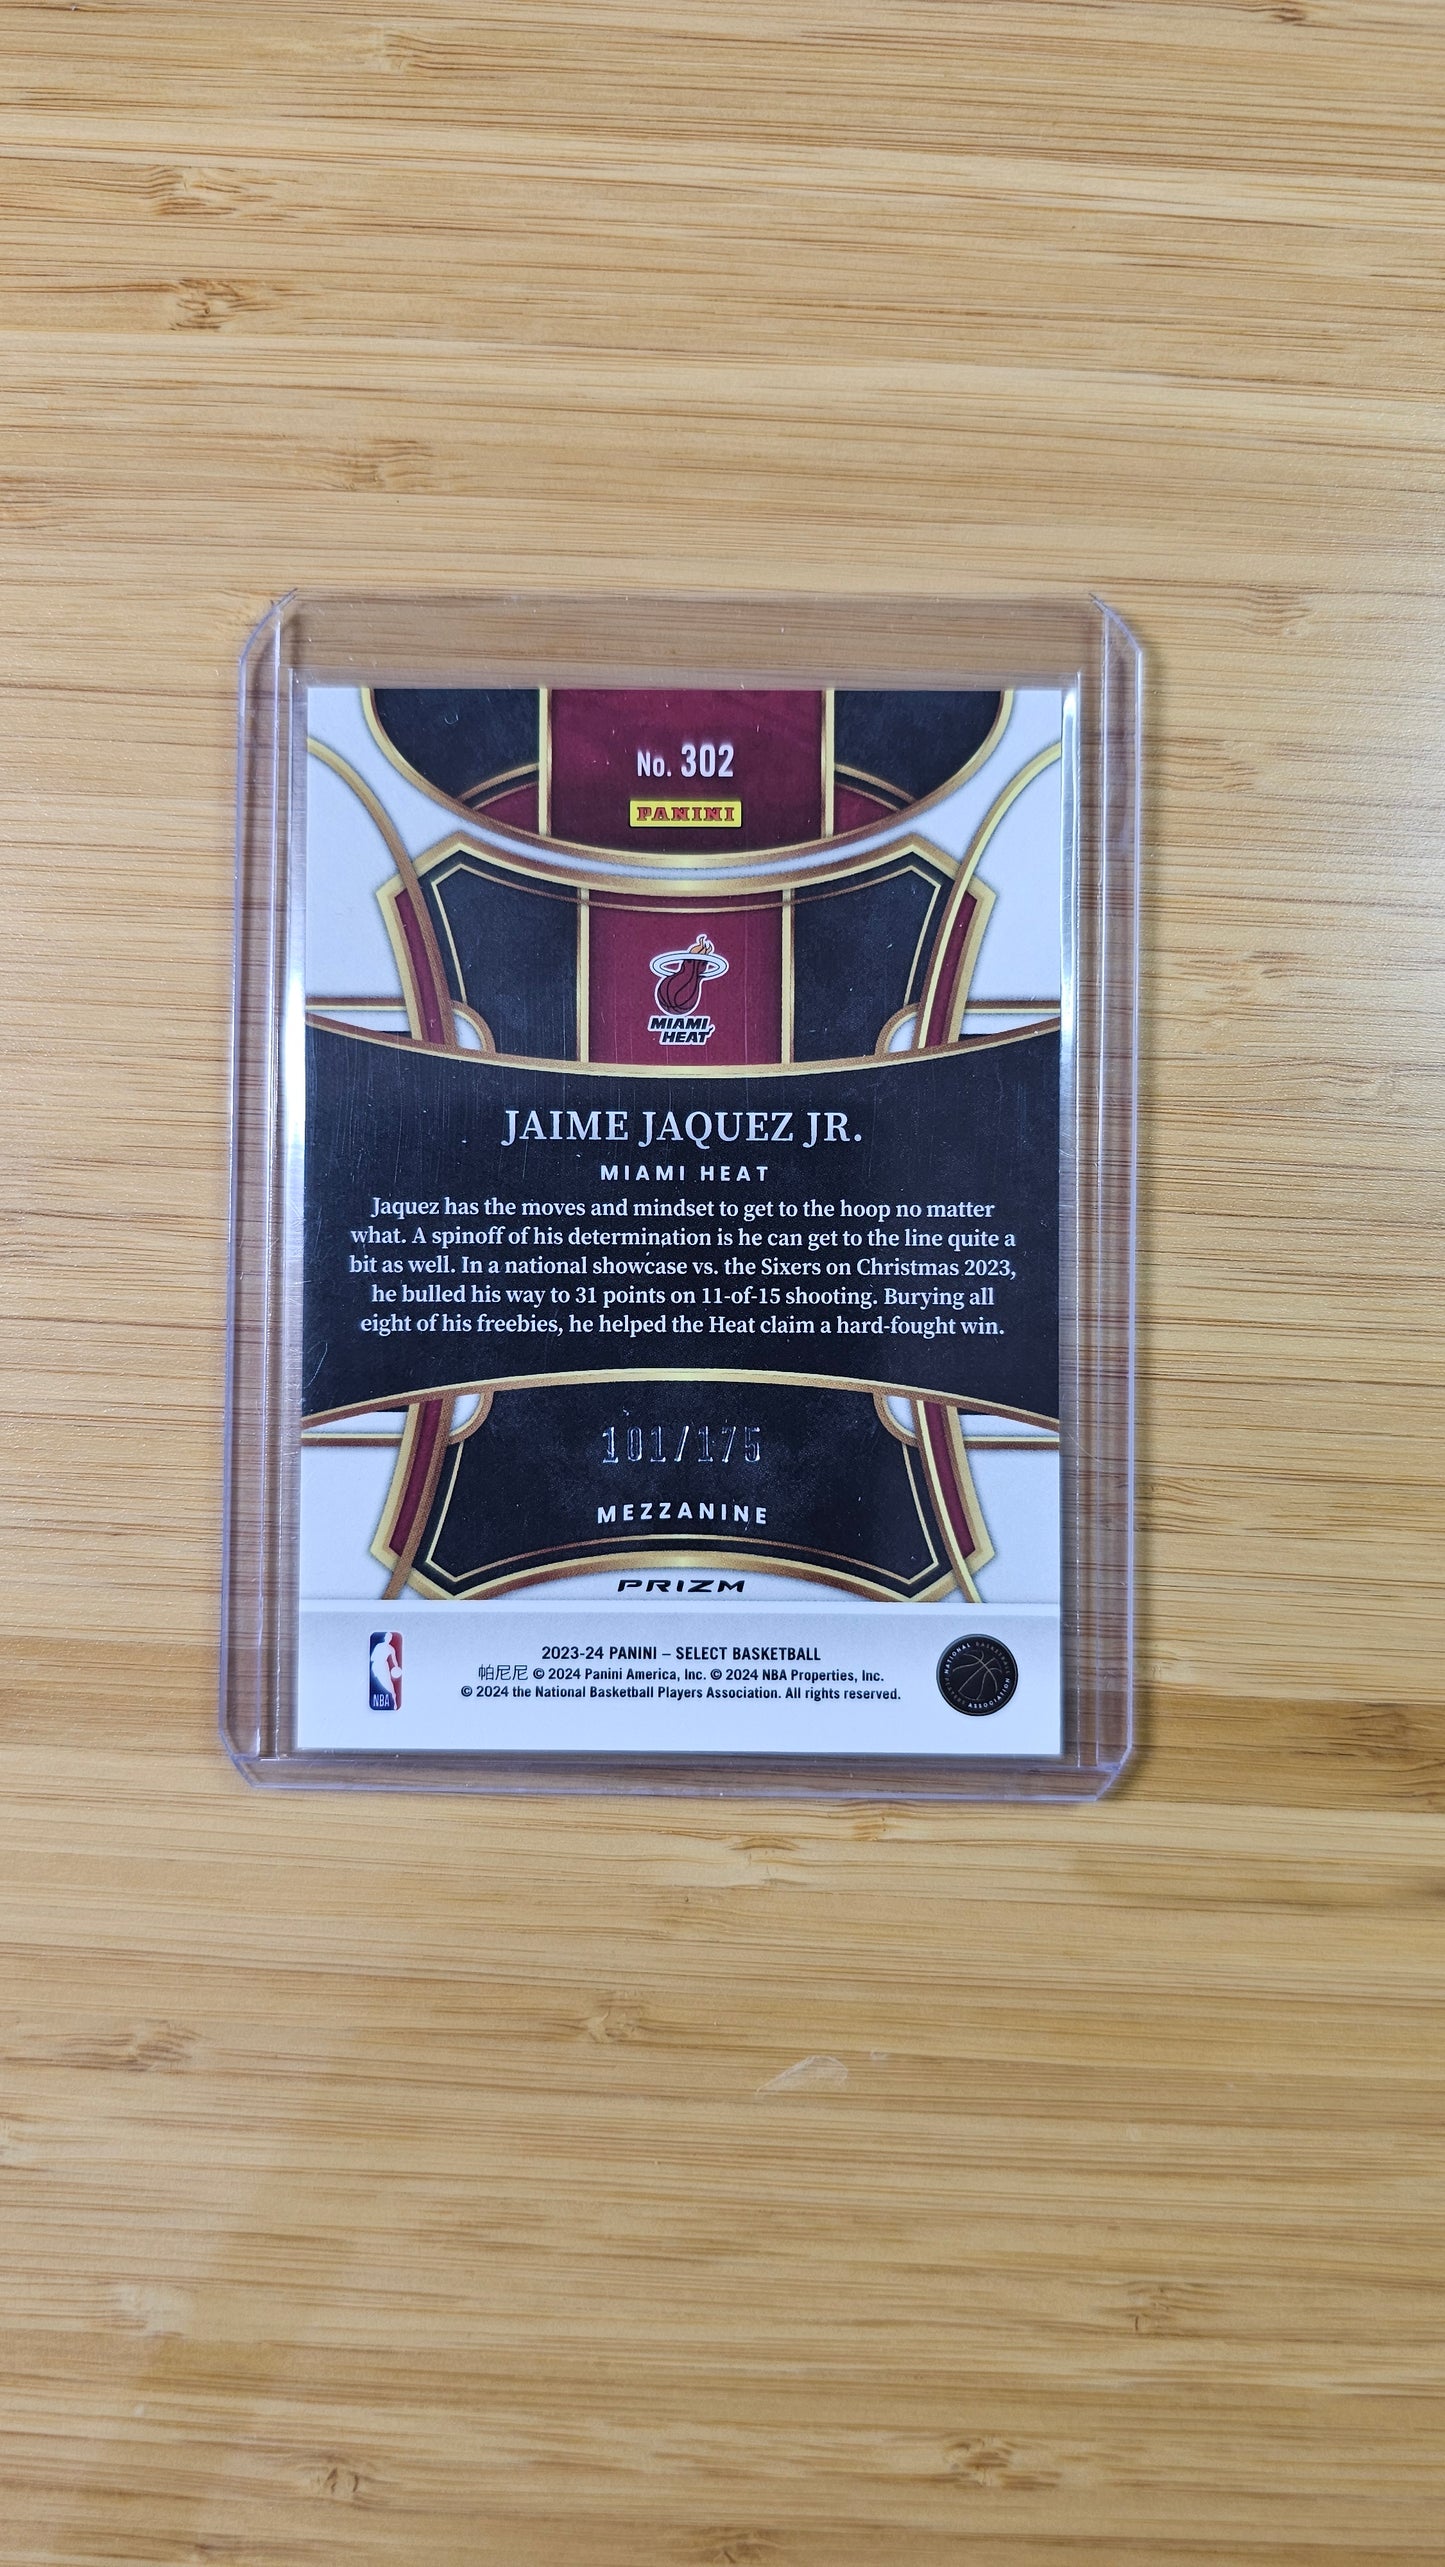 No. 302
PANINI
MIAMI
HEAT
JAIME JAQUEZ JR.
MIAMI HEAT
Jaquez has the moves and mindset to get to the hoop no matter
what. A spinoff of his determination is he can get to the line quite a
bit as well. In a national showcase vs. the Sixers on Christmas 2023,
he bulled his way to 31 points on 11-of-15 shooting. Burying all
eight of his freebies, he helped the Heat claim a hard-fought win.
101/175
MEZZANINE
PRIZM
2023-24 PANINI – SELECT BASKETBALL
帕尼尼 © 2024 Panini America, Inc. © 2024 NBA Properties, Inc.
© 2024 the National Basketball Players Association. All rights reserved.
NBA
NATIONAL BASKETBALL
PLAYERS ASSOCIATION